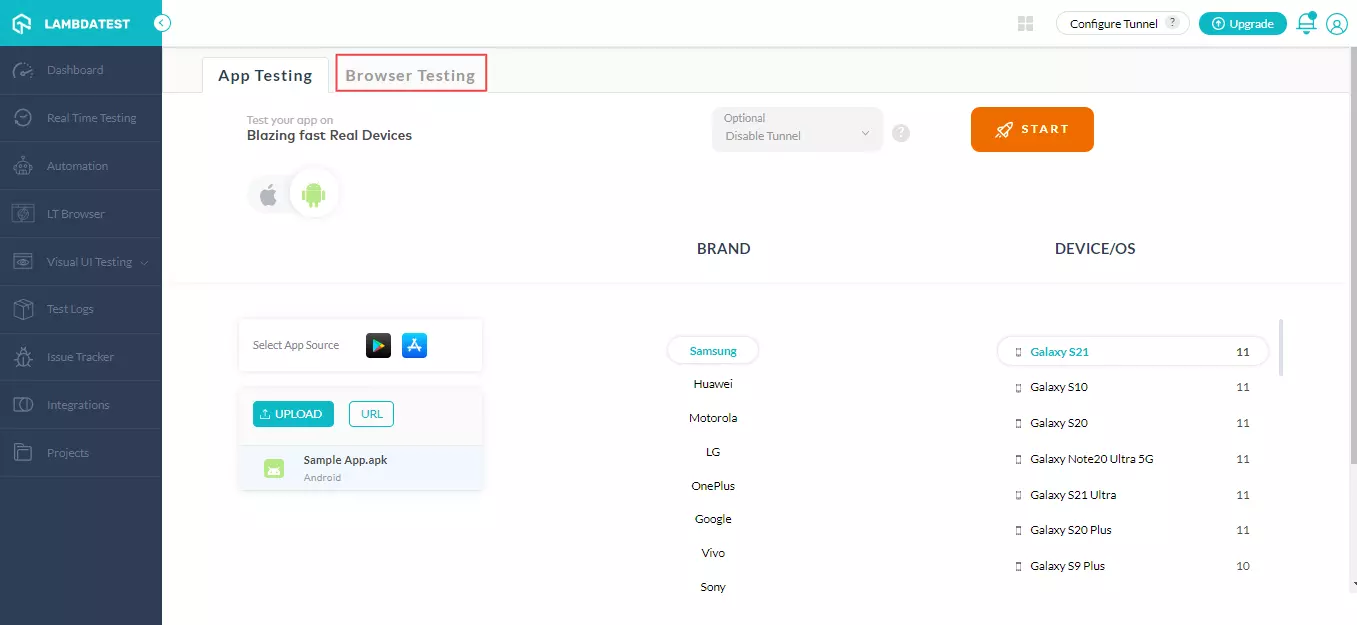 LAMBDATEST
Configure Tunnel ?
Upgrade
Dashboard
Real Time Testing
Automation
LT Browser
Visual UI Testing
Test Logs
Issue Tracker
Integrations
Projects
App Testing
Browser Testing
Test your app on
Blazing fast Real Devices
Optional
Disable Tunnel
?
START
BRAND
DEVICE/OS
Select App Source
UPLOAD
URL
Sample App.apk
Android
Samsung
Huawei
Motorola
LG
OnePlus
Google
Vivo
Sony
Galaxy S21 11
Galaxy S10 11
Galaxy S20 11
Galaxy Note20 Ultra 5G 11
Galaxy S21 Ultra 11
Galaxy S20 Plus 11
Galaxy S9 Plus 10